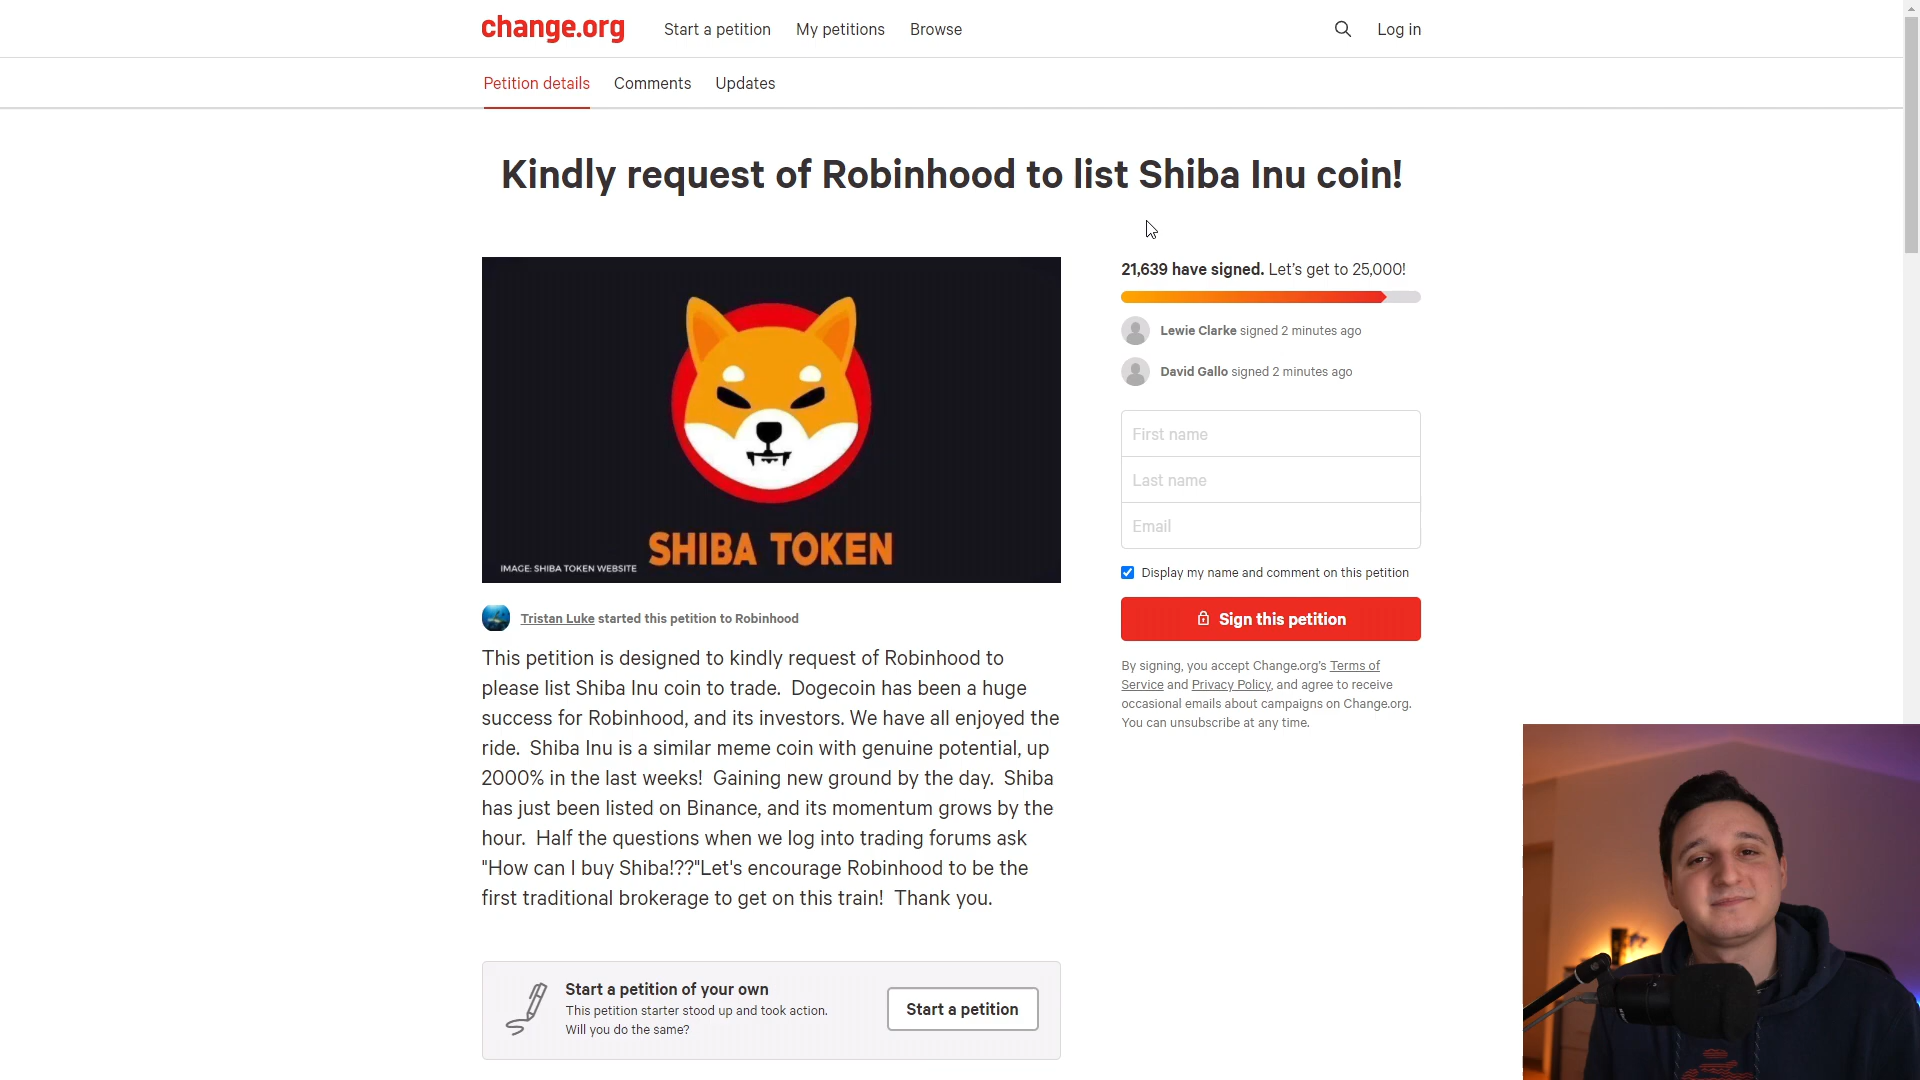 change.org
Start a petition
My petitions
Browse
Log in
Petition details
Comments
Updates
Kindly request of Robinhood to list Shiba Inu coin!
SHIBA TOKEN
IMAGE: SHIBA TOKEN WEBSITE
Tristan Luke started this petition to Robinhood
This petition is designed to kindly request of Robinhood to
please list Shiba Inu coin to trade.  Dogecoin has been a huge
success for Robinhood, and its investors. We have all enjoyed the
ride.  Shiba Inu is a similar meme coin with genuine potential, up
2000% in the last weeks!  Gaining new ground by the day.  Shiba
has just been listed on Binance, and its momentum grows by the
hour.  Half the questions when we log into trading forums ask
"How can I buy Shiba!??"Let's encourage Robinhood to be the
first traditional brokerage to get on this train!  Thank you.
Start a petition of your own
This petition starter stood up and took action.
Will you do the same?
Start a petition
21,639 have signed. Let's get to 25,000!
Lewie Clarke signed 2 minutes ago
David Gallo signed 2 minutes ago
First name
Last name
Email
Display my name and comment on this petition
Sign this petition
By signing, you accept Change.org's Terms of
Service and Privacy Policy, and agree to receive
occasional emails about campaigns on Change.org.
You can unsubscribe at any time.